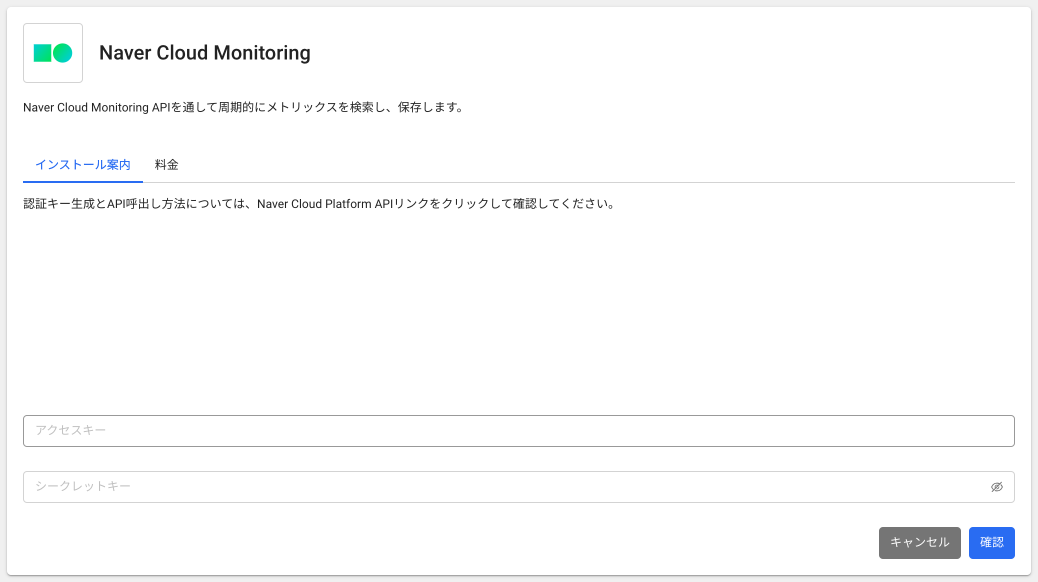 Naver Cloud Monitoring
Naver Cloud Monitoring APIを通して周期的にメトリックスを検索し、保存します。
インストール案内 料金
認証キー生成とAPI呼出し方法については、Naver Cloud Platform APIリンクをクリックして確認してください。
アクセスキー
シークレットキー
キャンセル 確認